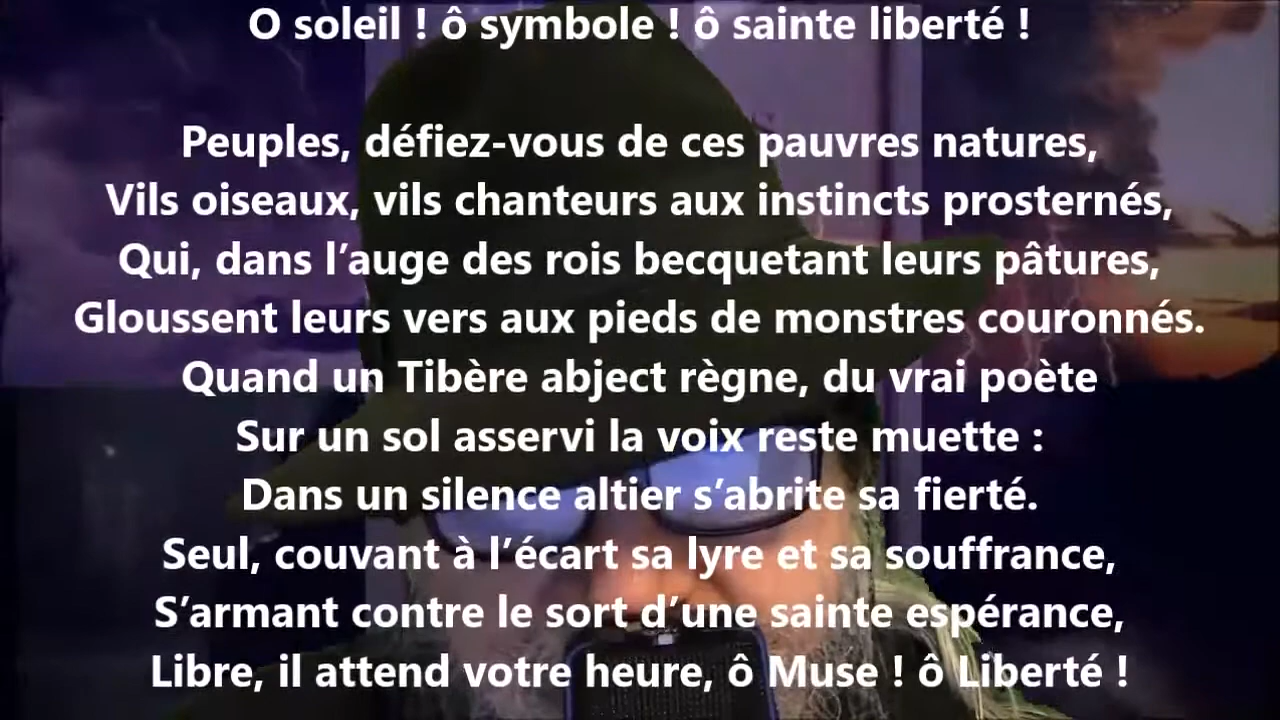 O soleil ! ô symbole ! ô sainte liberté !
Peuples, défiez-vous de ces pauvres natures,
Vils oiseaux, vils chanteurs aux instincts prosternés,
Qui, dans l’auge des rois becquetant leurs pâtures,
Gloussent leurs vers aux pieds de monstres couronnés.
Quand un Tibère abject règne, du vrai poète
Sur un sol asservi la voix reste muette :
Dans un silence altier s’abrite sa fierté.
Seul, couvant à l’écart sa lyre et sa souffrance,
S’armant contre le sort d’une sainte espérance,
Libre, il attend votre heure, ô Muse ! ô Liberté !